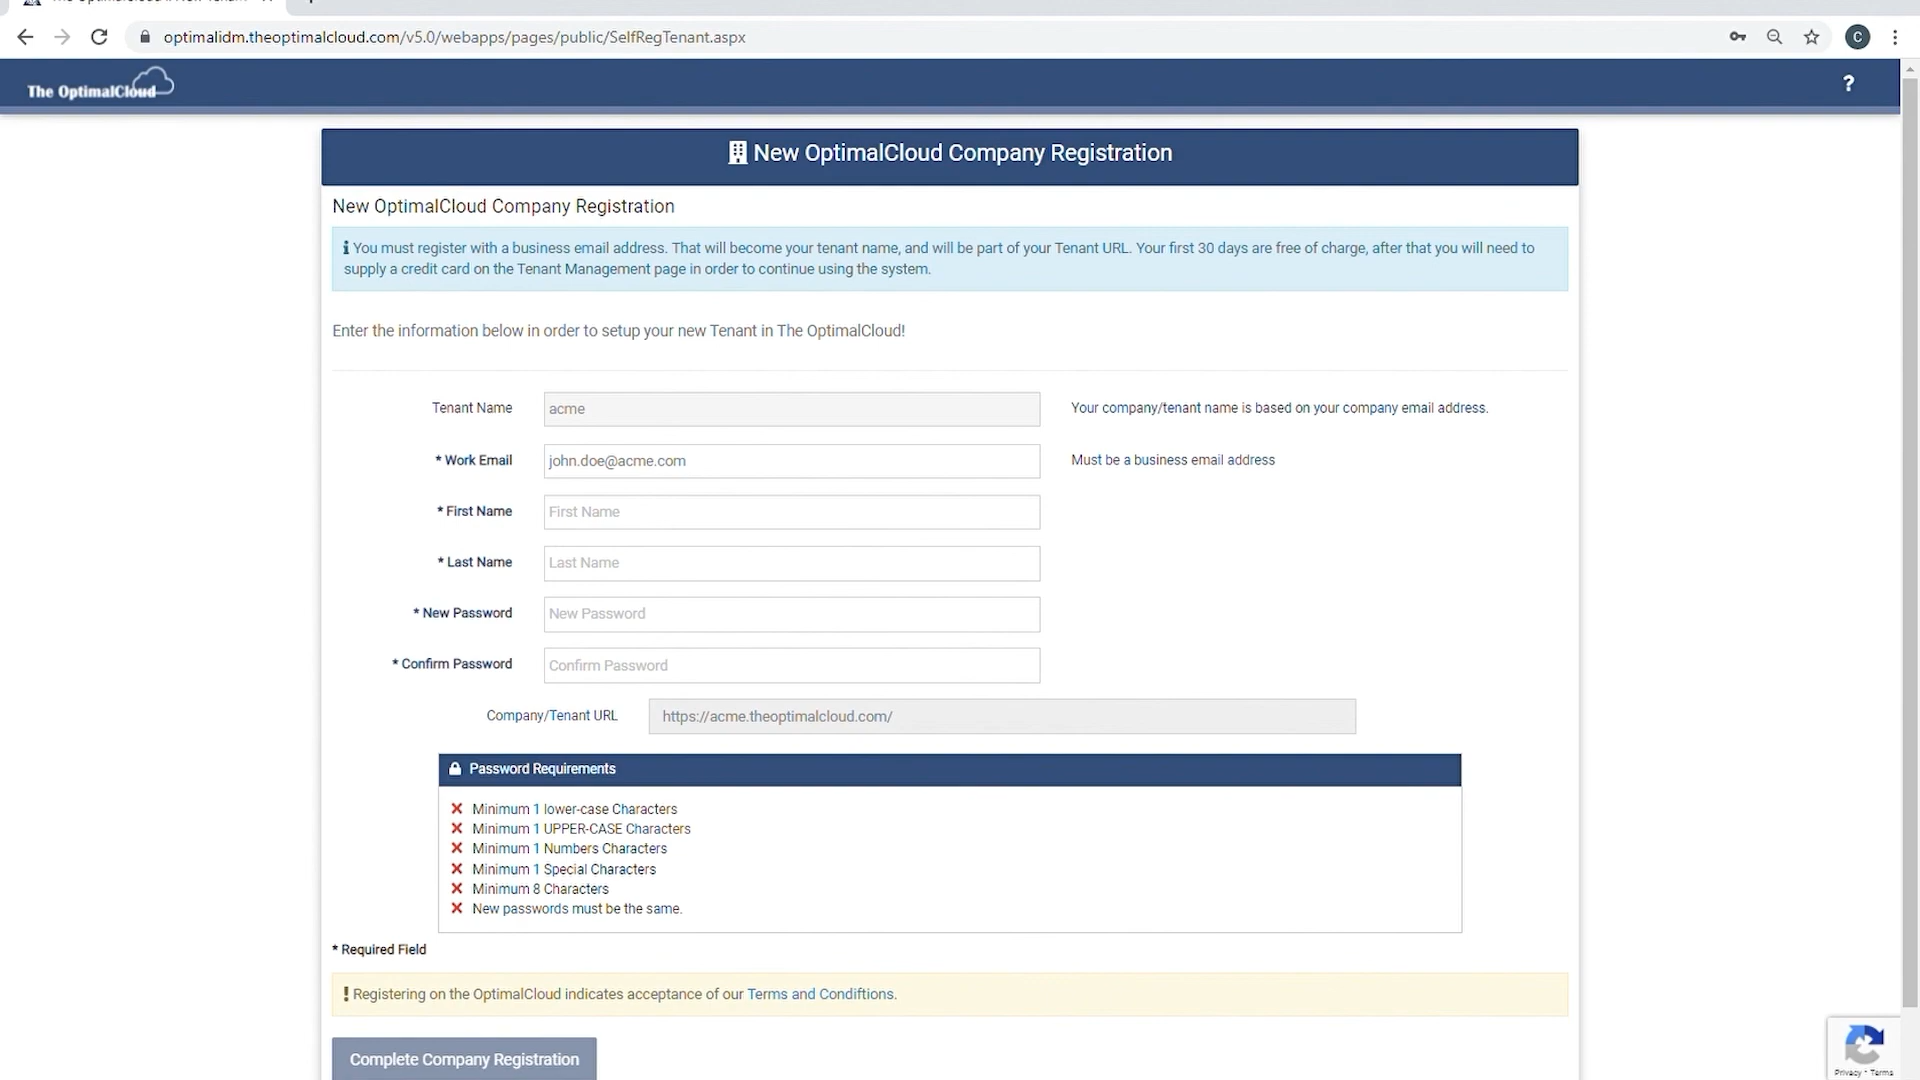 optimalidm.theoptimalcloud.com/v5.0/webapps/pages/public/SelfRegTenant.aspx
C
The OptimalCloud
?
New OptimalCloud Company Registration
New OptimalCloud Company Registration
You must register with a business email address. That will become your tenant name, and will be part of your Tenant URL. Your first 30 days are free of charge, after that you will need to
supply a credit card on the Tenant Management page in order to continue using the system.
Enter the information below in order to setup your new Tenant in The OptimalCloud!
Tenant Name acme Your company/tenant name is based on your company email address.
* Work Email john.doe@acme.com Must be a business email address
* First Name First Name
* Last Name Last Name
* New Password New Password
* Confirm Password Confirm Password
Company/Tenant URL https://acme.theoptimalcloud.com/
Password Requirements
Minimum 1 lower-case Characters
Minimum 1 UPPER-CASE Characters
Minimum 1 Numbers Characters
Minimum 1 Special Characters
Minimum 8 Characters
New passwords must be the same.
* Required Field
! Registering on the OptimalCloud indicates acceptance of our Terms and Condiftions.
Complete Company Registration
Privacy - Terms